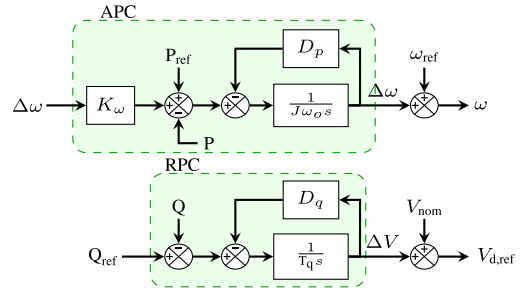 APC
D_p
P_ref
ω_ref
Δω
K_ω
+
+
−
−
+
1/(Jω_o s)
Δω
+
+
ω
P
RPC
D_q
Q
V_nom
Q_ref
−
+
−
+
1/(T_q s)
ΔV
+
+
V_d,ref